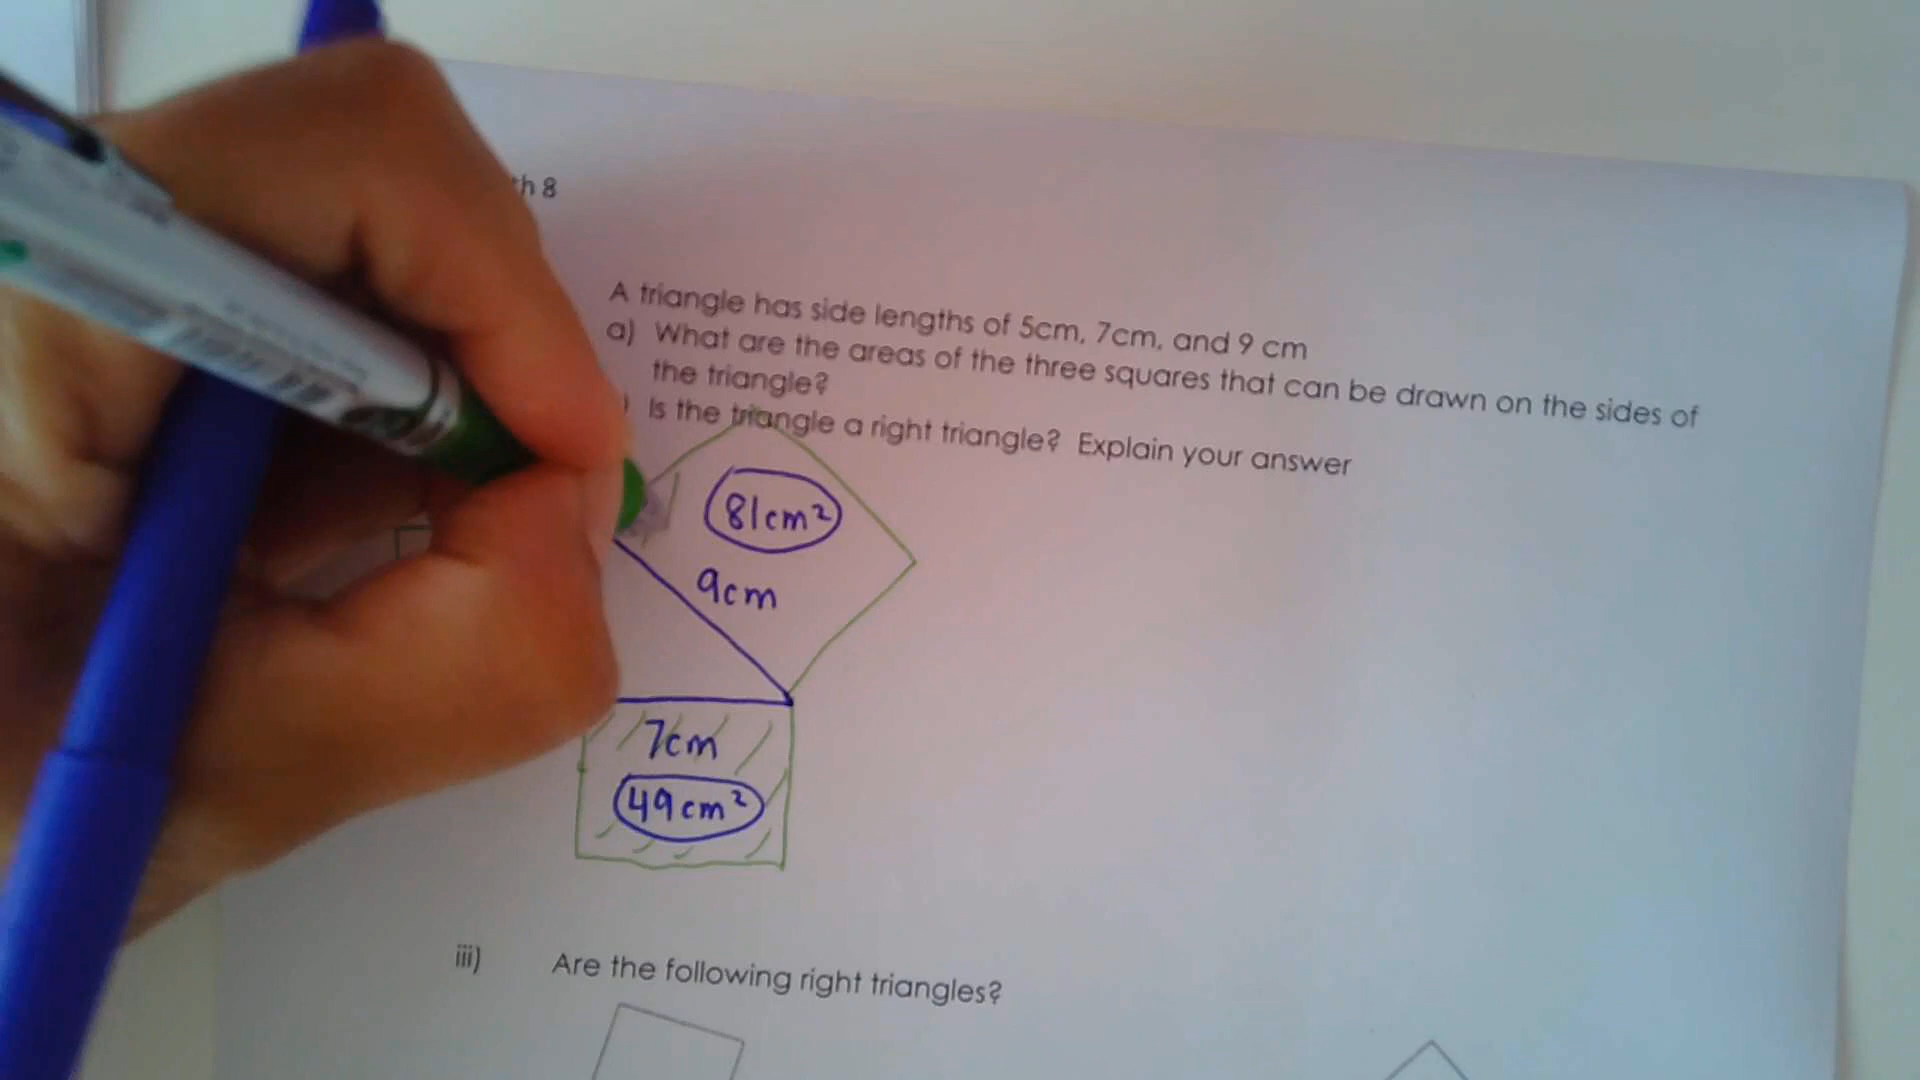 h 8
A triangle has side lengths of 5cm, 7cm, and 9 cm
a) What are the areas of the three squares that can be drawn on the sides of
the triangle?
) Is the triangle a right triangle? Explain your answer
81cm²
9cm
7cm
49cm²
iii) Are the following right triangles?